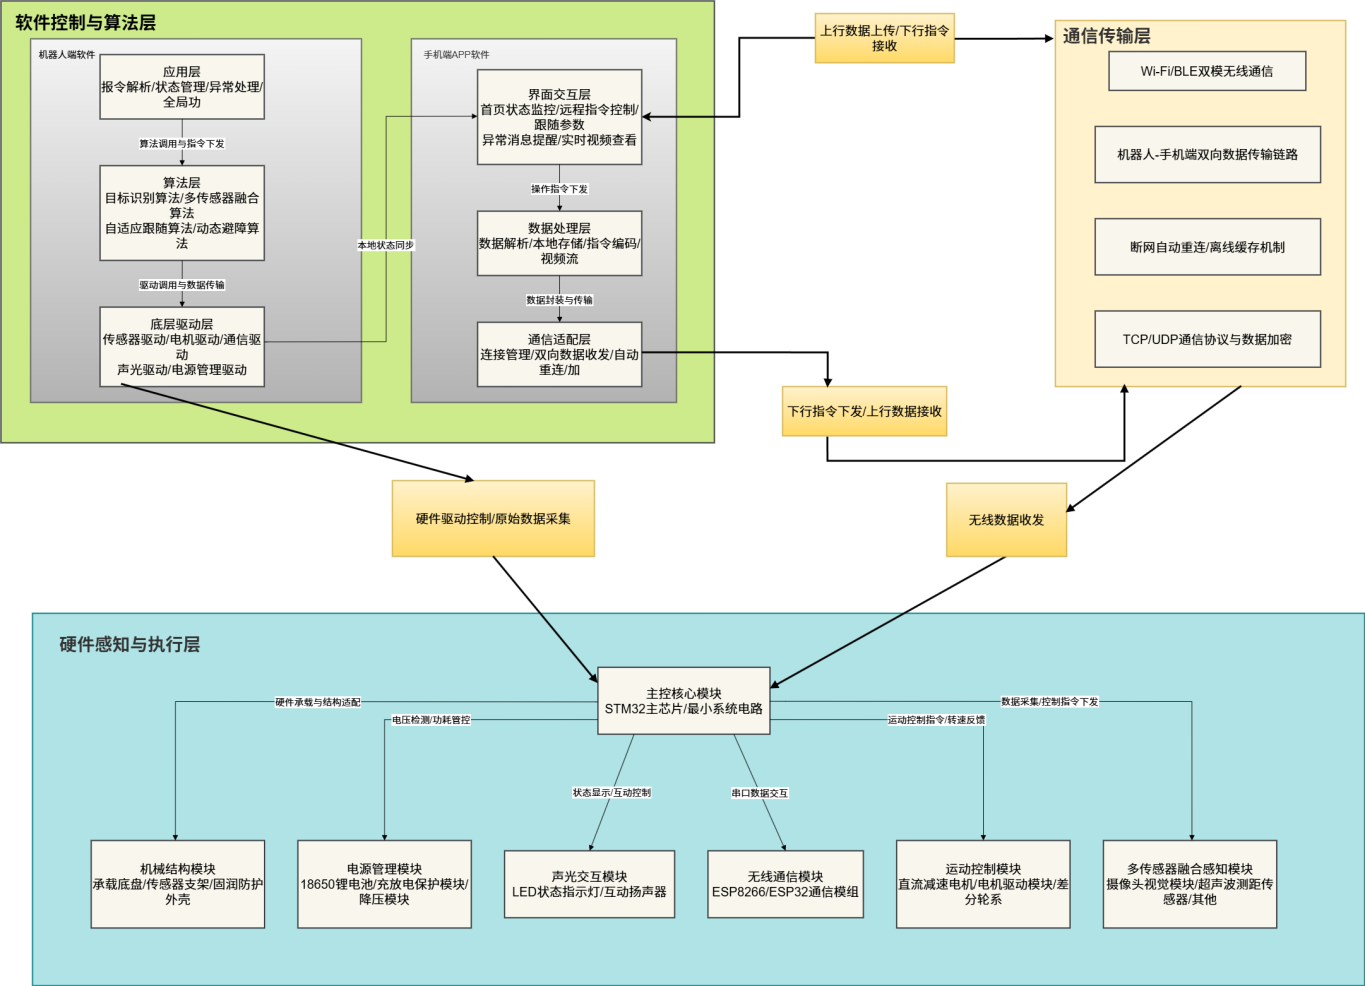 软件控制与算法层
机器人端软件
应用层
报令解析/状态管理/异常处理/
全局功
算法调用与指令下发
算法层
目标识别算法/多传感器融合
算法
自适应跟随算法/动态避障算
法
驱动调用与数据传输
底层驱动层
传感器驱动/电机驱动/通信驱
动
声光驱动/电源管理驱动
本地状态同步
手机端APP软件
界面交互层
首页状态监控/远程指令控制/
跟随参数
异常消息提醒/实时视频查看
操作指令下发
数据处理层
数据解析/本地存储/指令编码/
视频流
数据封装与传输
通信适配层
连接管理/双向数据收发/自动
重连/加
上行数据上传/下行指令
接收
下行指令下发/上行数据接收
通信传输层
Wi-Fi/BLE双模无线通信
机器人-手机端双向数据传输链路
断网自动重连/离线缓存机制
TCP/UDP通信协议与数据加密
硬件驱动控制/原始数据采集
无线数据收发
硬件感知与执行层
主控核心模块
STM32主芯片/最小系统电路
硬件承载与结构适配
电压检测/功耗管控
状态显示/互动控制
串口数据交互
运动控制指令/转速反馈
数据采集/控制指令下发
机械结构模块
承载底盘/传感器支架/固润防护
外壳
电源管理模块
18650锂电池/充放电保护模块/
降压模块
声光交互模块
LED状态指示灯/互动扬声器
无线通信模块
ESP8266/ESP32通信模组
运动控制模块
直流减速电机/电机驱动模块/差
分轮系
多传感器融合感知模块
摄像头视觉模块/超声波测距传
感器/其他